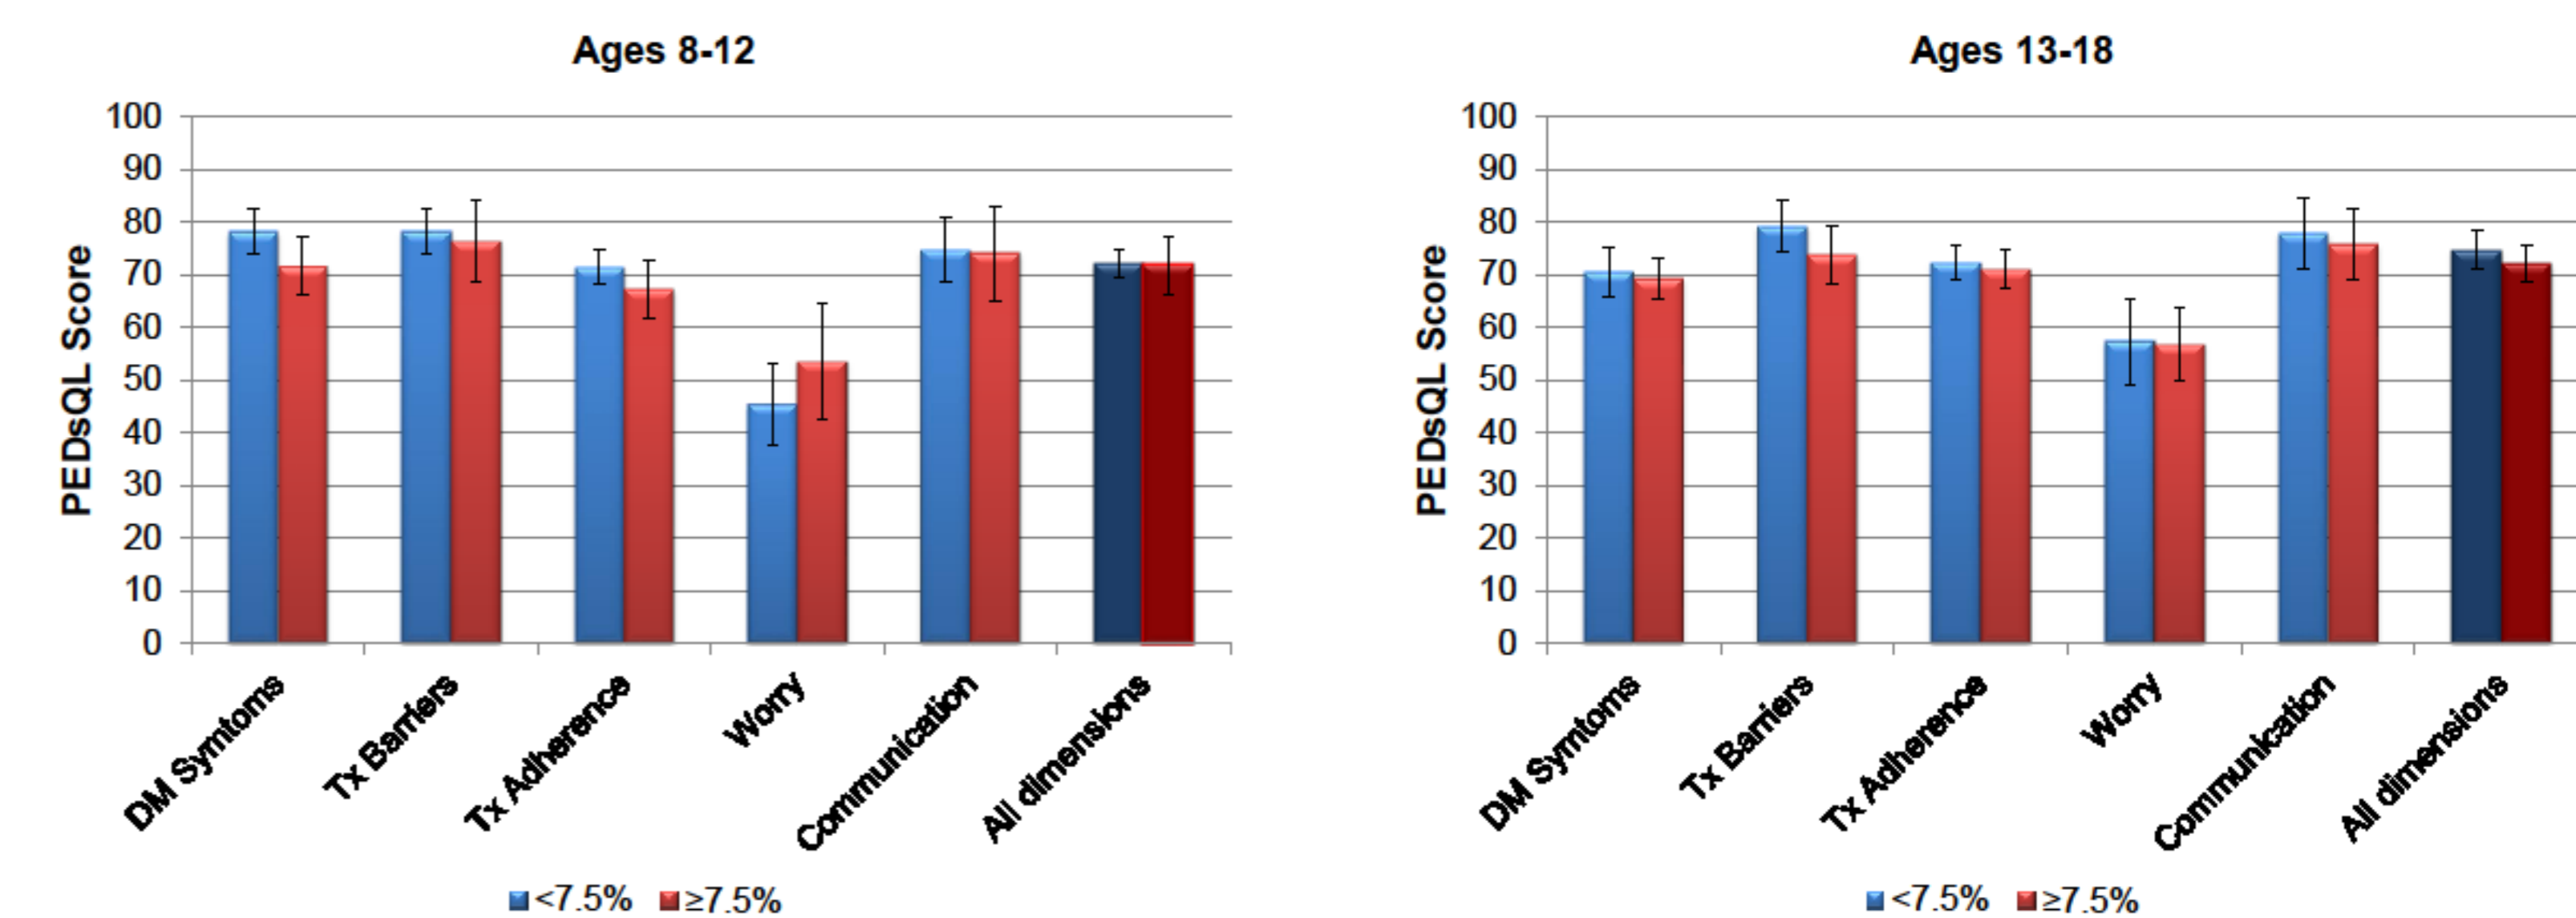 Ages 8-12
PEDsQL Score
100
90
80
70
60
50
40
30
20
10
0
DM Symtoms
Tx Barriers
Tx Adherence
Worry
Communication
All dimensions
<7.5%
≥7.5%
Ages 13-18
PEDsQL Score
100
90
80
70
60
50
40
30
20
10
0
DM Symtoms
Tx Barriers
Tx Adherence
Worry
Communication
All dimensions
<7.5%
≥7.5%